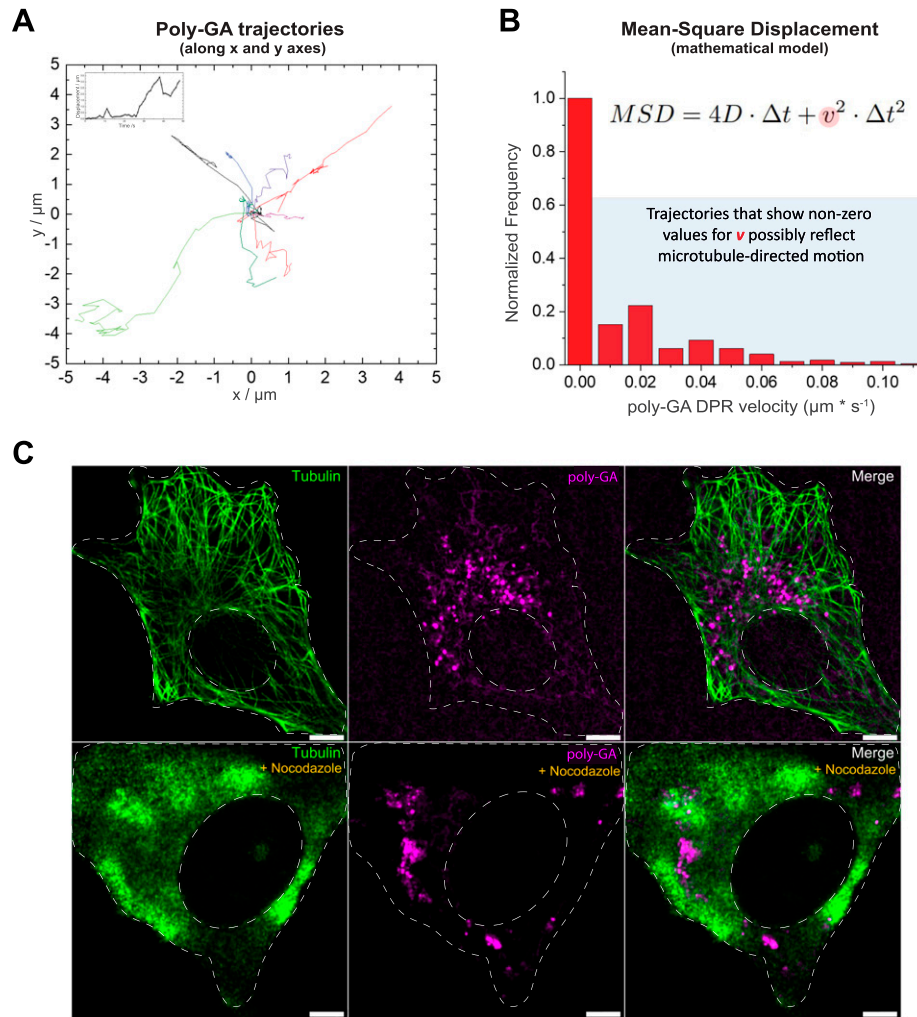 A
Poly-GA trajectories
(along x and y axes)
5
4
3
2
1
0
-1
-2
-3
-4
-5
y / μm
Time /s
-5 -4 -3 -2 -1 0 1 2 3 4 5
x / μm
B
Mean-Square Displacement
(mathematical model)
MSD = 4D · Δt + v² · Δt²
Trajectories that show non-zero
values for v possibly reflect
microtubule-directed motion
Normalized Frequency
1.0
0.8
0.6
0.4
0.2
0.0
0.00 0.02 0.04 0.06 0.08 0.10
poly-GA DPR velocity (μm * s⁻¹)
C
Tubulin
poly-GA
Merge
Tubulin
+ Nocodazole
poly-GA
+ Nocodazole
Merge
+ Nocodazole